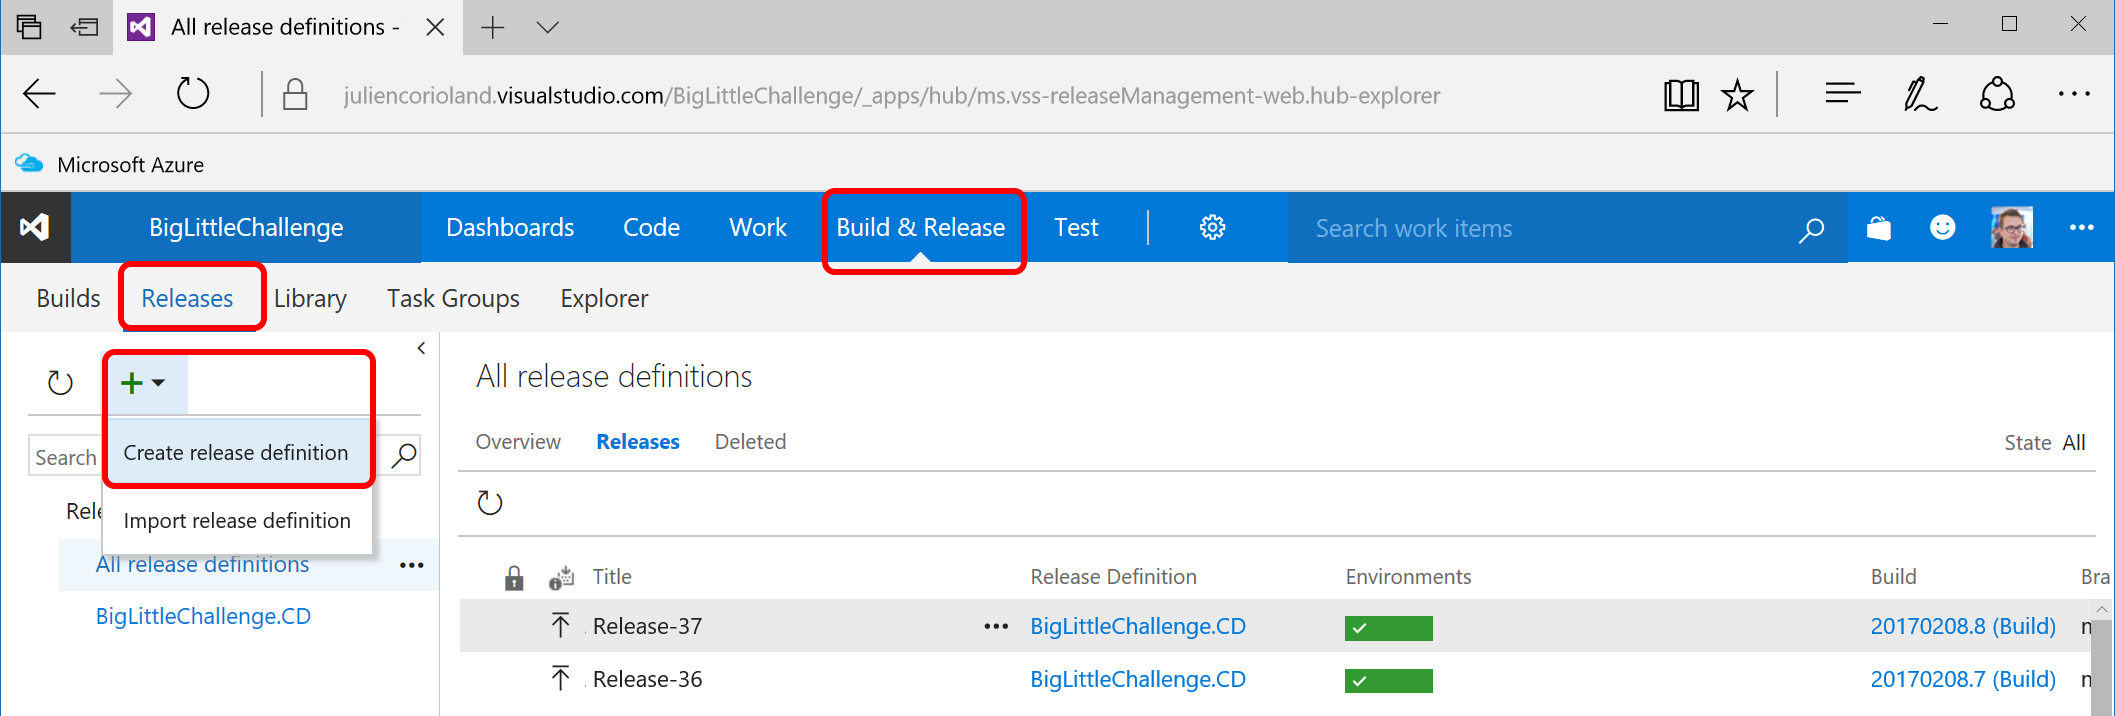 All release definitions -
juliencorioland.visualstudio.com/BigLittleChallenge/_apps/hub/ms.vss-releaseManagement-web.hub-explorer
Microsoft Azure
BigLittleChallenge Dashboards Code Work Build & Release Test Search work items
Builds Releases Library Task Groups Explorer
All release definitions
Overview Releases Deleted State All
Search
Create release definition
Import release definition
All release definitions
BigLittleChallenge.CD
Title Release Definition Environments Build
Release-37 BigLittleChallenge.CD 20170208.8 (Build)
Release-36 BigLittleChallenge.CD 20170208.7 (Build)